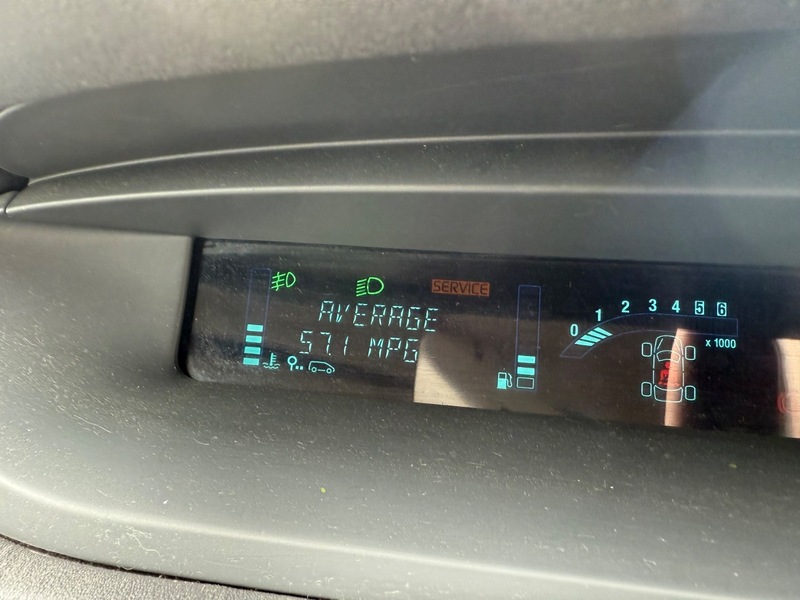 SERVICE
AVERAGE
57.1 MPG
0 1 2 3 4 5 6
x 1000